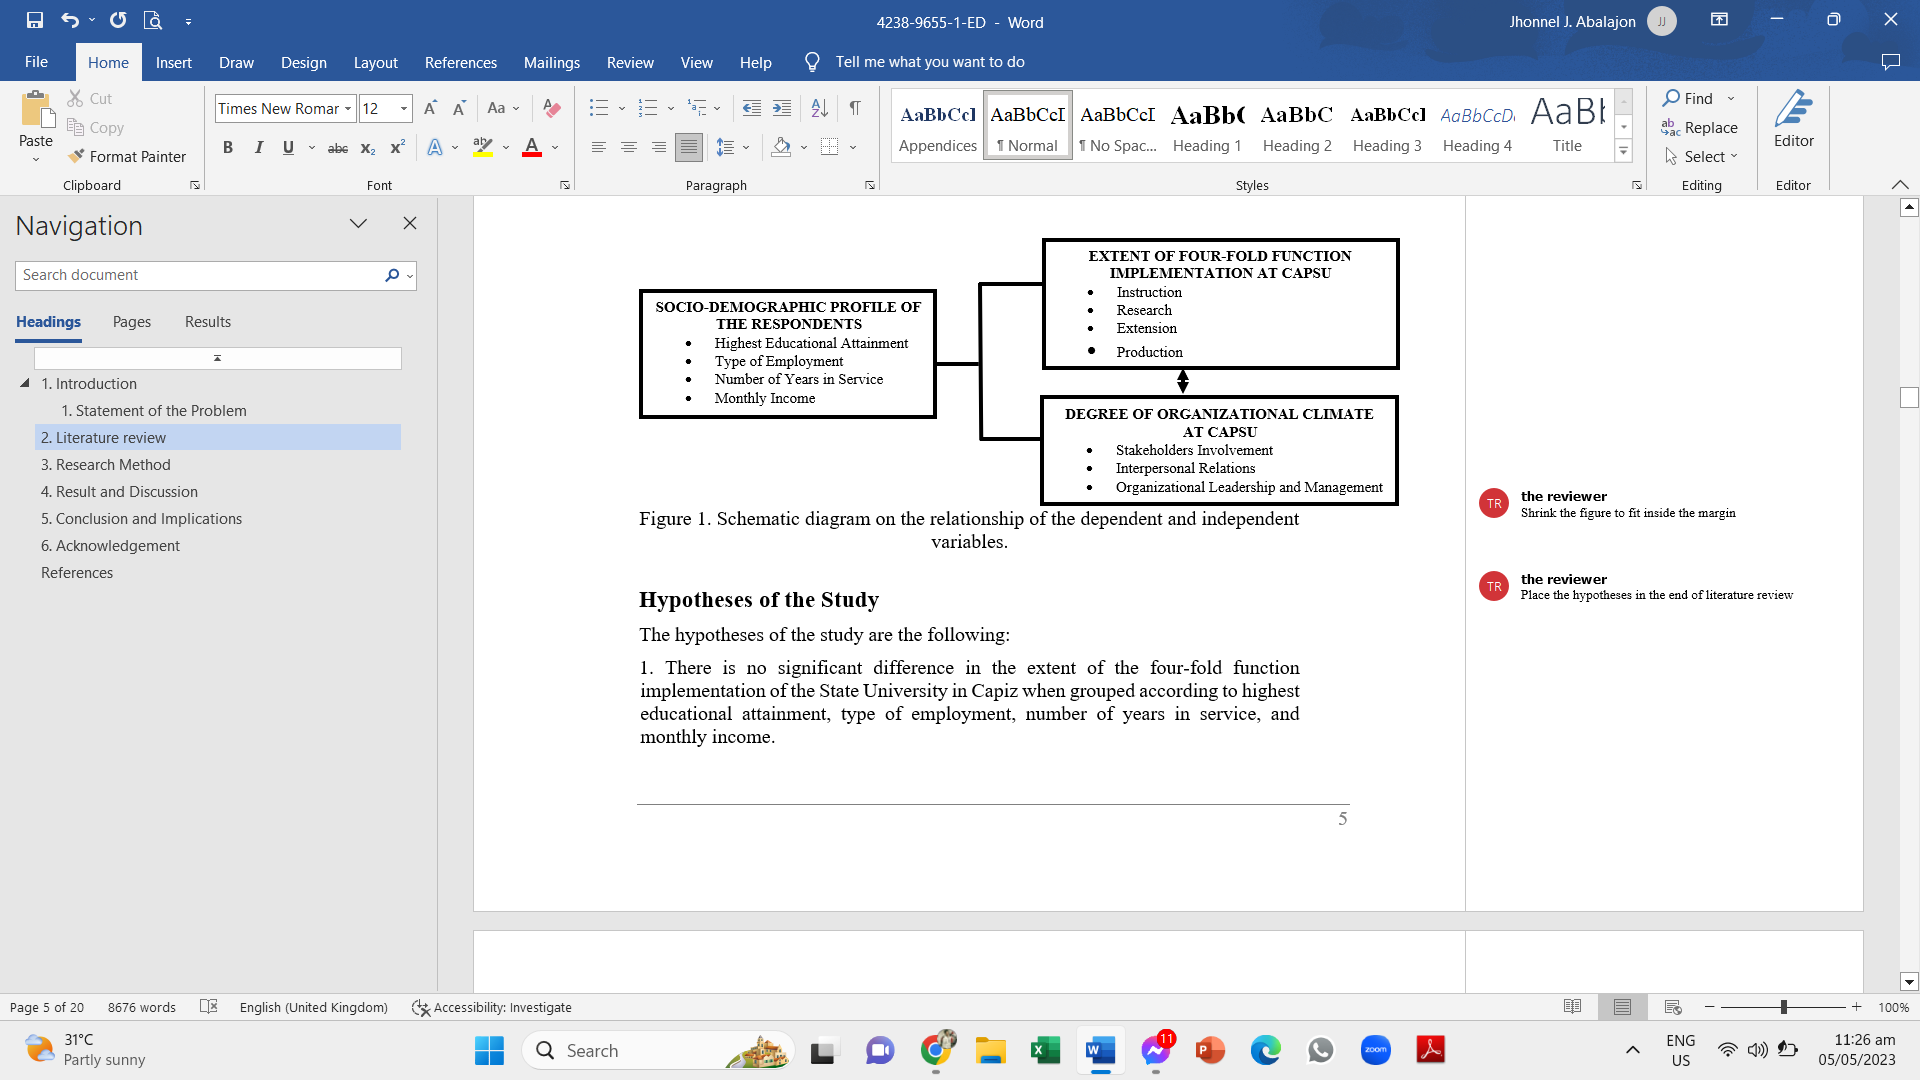 4238-9655-1-ED - Word
Jhonnel J. Abalajon
JJ
File
Home
Insert
Draw
Design
Layout
References
Mailings
Review
View
Help
Tell me what you want to do
Paste
Cut
Copy
Format Painter
Clipboard
Times New Roman
12
Font
Paragraph
AaBbCcI
Appendices
AaBbCcI
¶ Normal
AaBbCcI
¶ No Spac...
AaBb(
Heading 1
AaBbC
Heading 2
AaBbCcI
Heading 3
AaBbCcD
Heading 4
AaBb
Title
Styles
Find
Replace
Select
Editing
Editor
Editor
Navigation
Search document
Headings
Pages
Results
1. Introduction
1. Statement of the Problem
2. Literature review
3. Research Method
4. Result and Discussion
5. Conclusion and Implications
6. Acknowledgement
References
SOCIO-DEMOGRAPHIC PROFILE OF
THE RESPONDENTS
• Highest Educational Attainment
• Type of Employment
• Number of Years in Service
• Monthly Income
EXTENT OF FOUR-FOLD FUNCTION
IMPLEMENTATION AT CAPSU
• Instruction
• Research
• Extension
• Production
DEGREE OF ORGANIZATIONAL CLIMATE
AT CAPSU
• Stakeholders Involvement
• Interpersonal Relations
• Organizational Leadership and Management
Figure 1. Schematic diagram on the relationship of the dependent and independent
variables.
Hypotheses of the Study
The hypotheses of the study are the following:
1. There is no significant difference in the extent of the four-fold function
implementation of the State University in Capiz when grouped according to highest
educational attainment, type of employment, number of years in service, and
monthly income.
5
TR
the reviewer
Shrink the figure to fit inside the margin
TR
the reviewer
Place the hypotheses in the end of literature review
Page 5 of 20
8676 words
English (United Kingdom)
Accessibility: Investigate
100%
31°C
Partly sunny
Search
11
zoom
ENG
US
11:26 am
05/05/2023